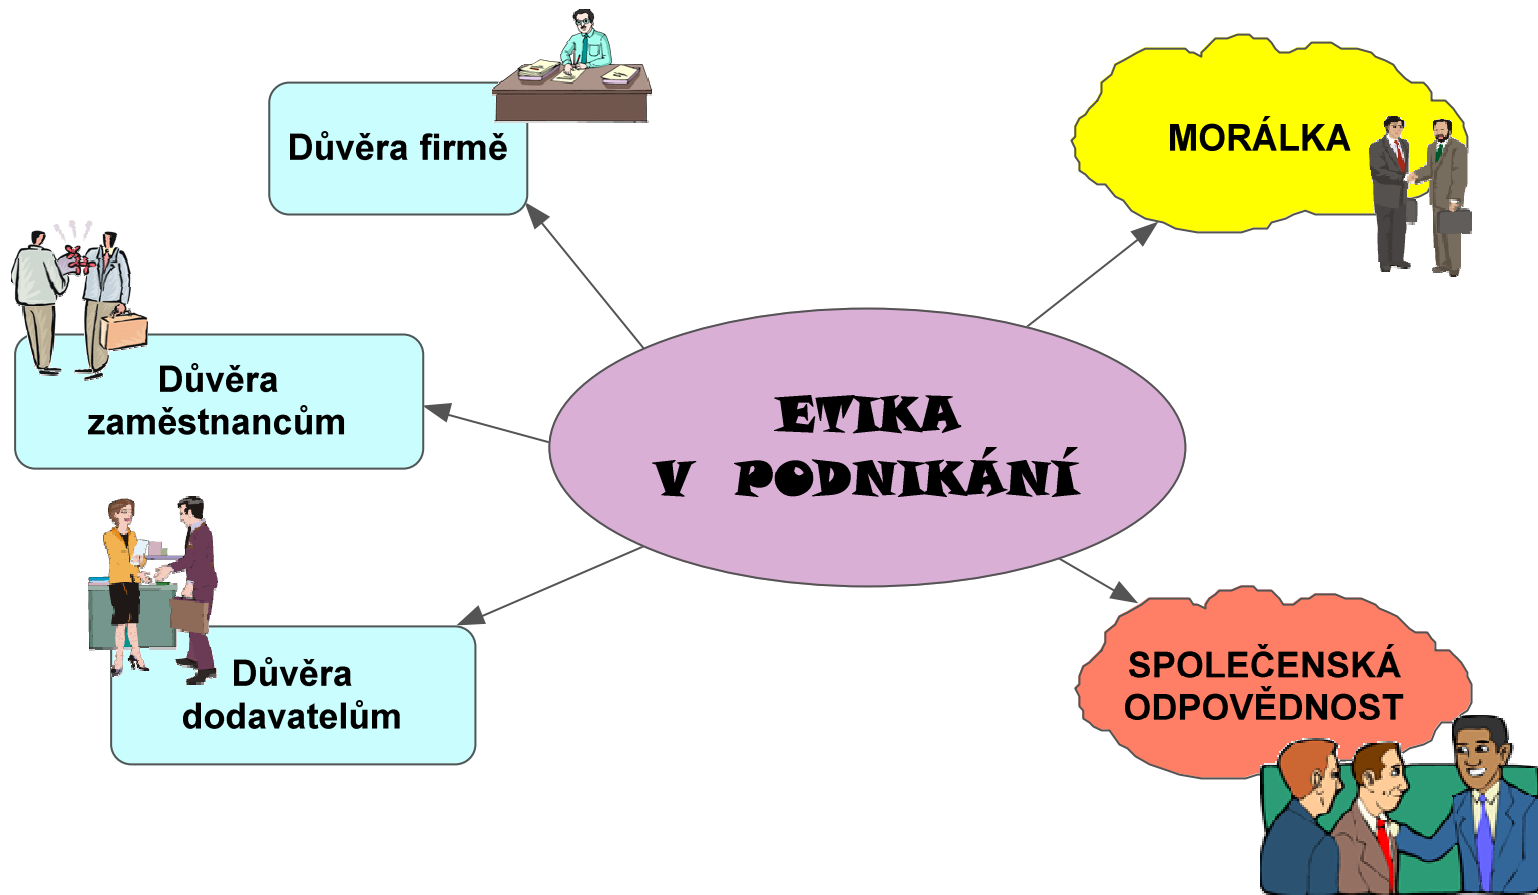 Důvěra firmě
MORÁLKA
Důvěra
zaměstnancům
ETIKA
V PODNIKÁNÍ
Důvěra
dodavatelům
SPOLEČENSKÁ
ODPOVĚDNOST